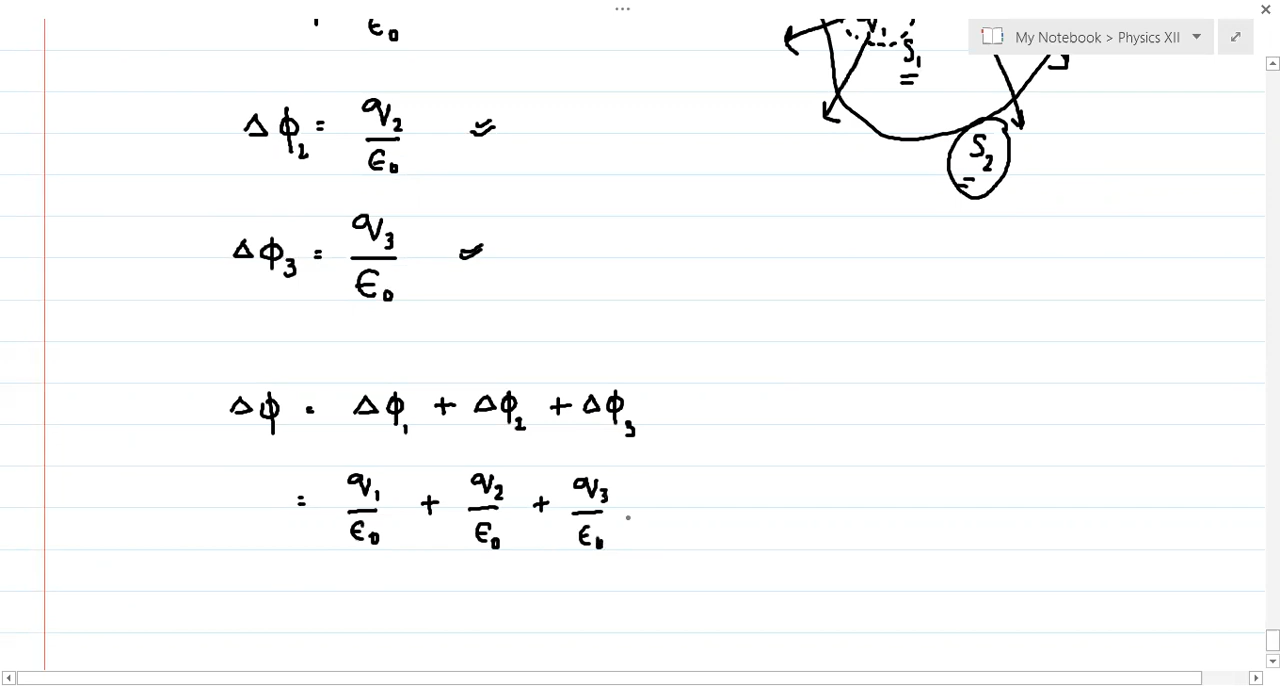 ...
My Notebook > Physics XII
ε₀
S₁
Δϕ₂ = q₂/ε₀
S₂
Δϕ₃ = q₃/ε₀
Δϕ = Δϕ₁ + Δϕ₂ + Δϕ₃
= q₁/ε₀ + q₂/ε₀ + q₃/ε₀